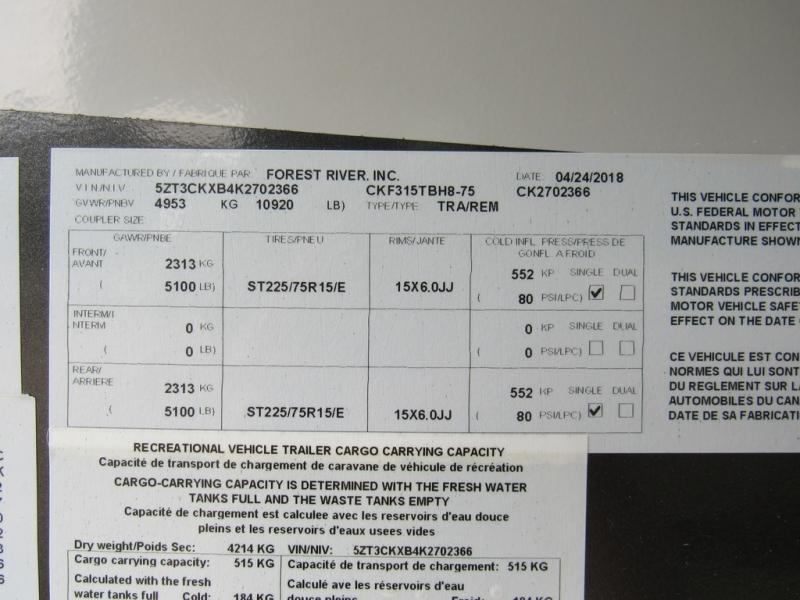 MANUFACTURED BY / FABRIQUE PAR: FOREST RIVER, INC. DATE: 04/24/2018
VIN/NIV: 5ZT3CKXB4K2702366 CKF315TBH8-75 CK2702366
GVWR/PNBV 4953 KG 10920 LB) TYPE/TYPE: TRA/REM
COUPLER SIZE:
GAWR/PNBE TIRES/PNEU RIMS/JANTE COLD INFL. PRESS/PRESS DE
GONFL. A FROID
FRONT/
AVANT 2313 KG 552 KP SINGLE DUAL
( 5100 LB) ST225/75R15/E 15X6.0JJ ( 80 PSI/LPC)
INTERM/I
NTERM 0 KG 0 KP SINGLE DUAL
( 0 LB) ( 0 PSI/LPC)
REAR/
ARRIERE 2313 KG 552 KP SINGLE DUAL
( 5100 LB) ST225/75R15/E 15X6.0JJ ( 80 PSI/LPC)
THIS VEHICLE CONFOR
U.S. FEDERAL MOTOR
STANDARDS IN EFFECT
MANUFACTURE SHOWN
THIS VEHICLE CONFOR
STANDARDS PRESCRIB
MOTOR VEHICLE SAFE
EFFECT ON THE DATE
CE VEHICULE EST CON
NORMES QUI LUI SONT
DU REGLEMENT SUR LA
AUTOMOBILES DU CAN
DATE DE SA FABRICATI
RECREATIONAL VEHICLE TRAILER CARGO CARRYING CAPACITY
Capacité de transport de chargement de caravane de véhicule de récréation
CARGO-CARRYING CAPACITY IS DETERMINED WITH THE FRESH WATER
TANKS FULL AND THE WASTE TANKS EMPTY
Capacité de chargement est calculee avec les reservoirs d'eau douce
pleins et les reservoirs d'eaux usees vides
Dry weight/Poids Sec: 4214 KG VIN/NIV: 5ZT3CKXB4K2702366
Cargo carrying capacity: 515 KG Capacité de transport de chargement: 515 KG
Calculated with the fresh Calculé ave les réservoirs d'eau
water tanks full Cold: 184 KG douce pleins Froid: 184 KG